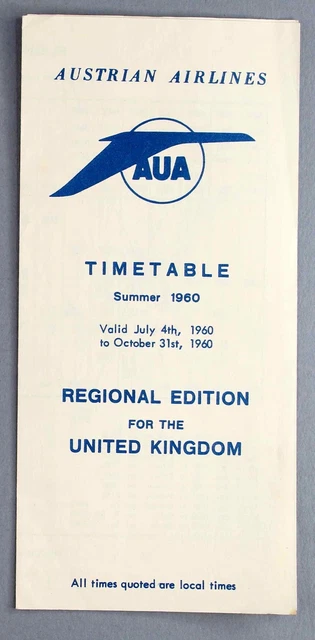 AUSTRIAN AIRLINES
AUA
TIMETABLE
Summer 1960
Valid July 4th, 1960
to October 31st, 1960
REGIONAL EDITION
FOR THE
UNITED KINGDOM
All times quoted are local times